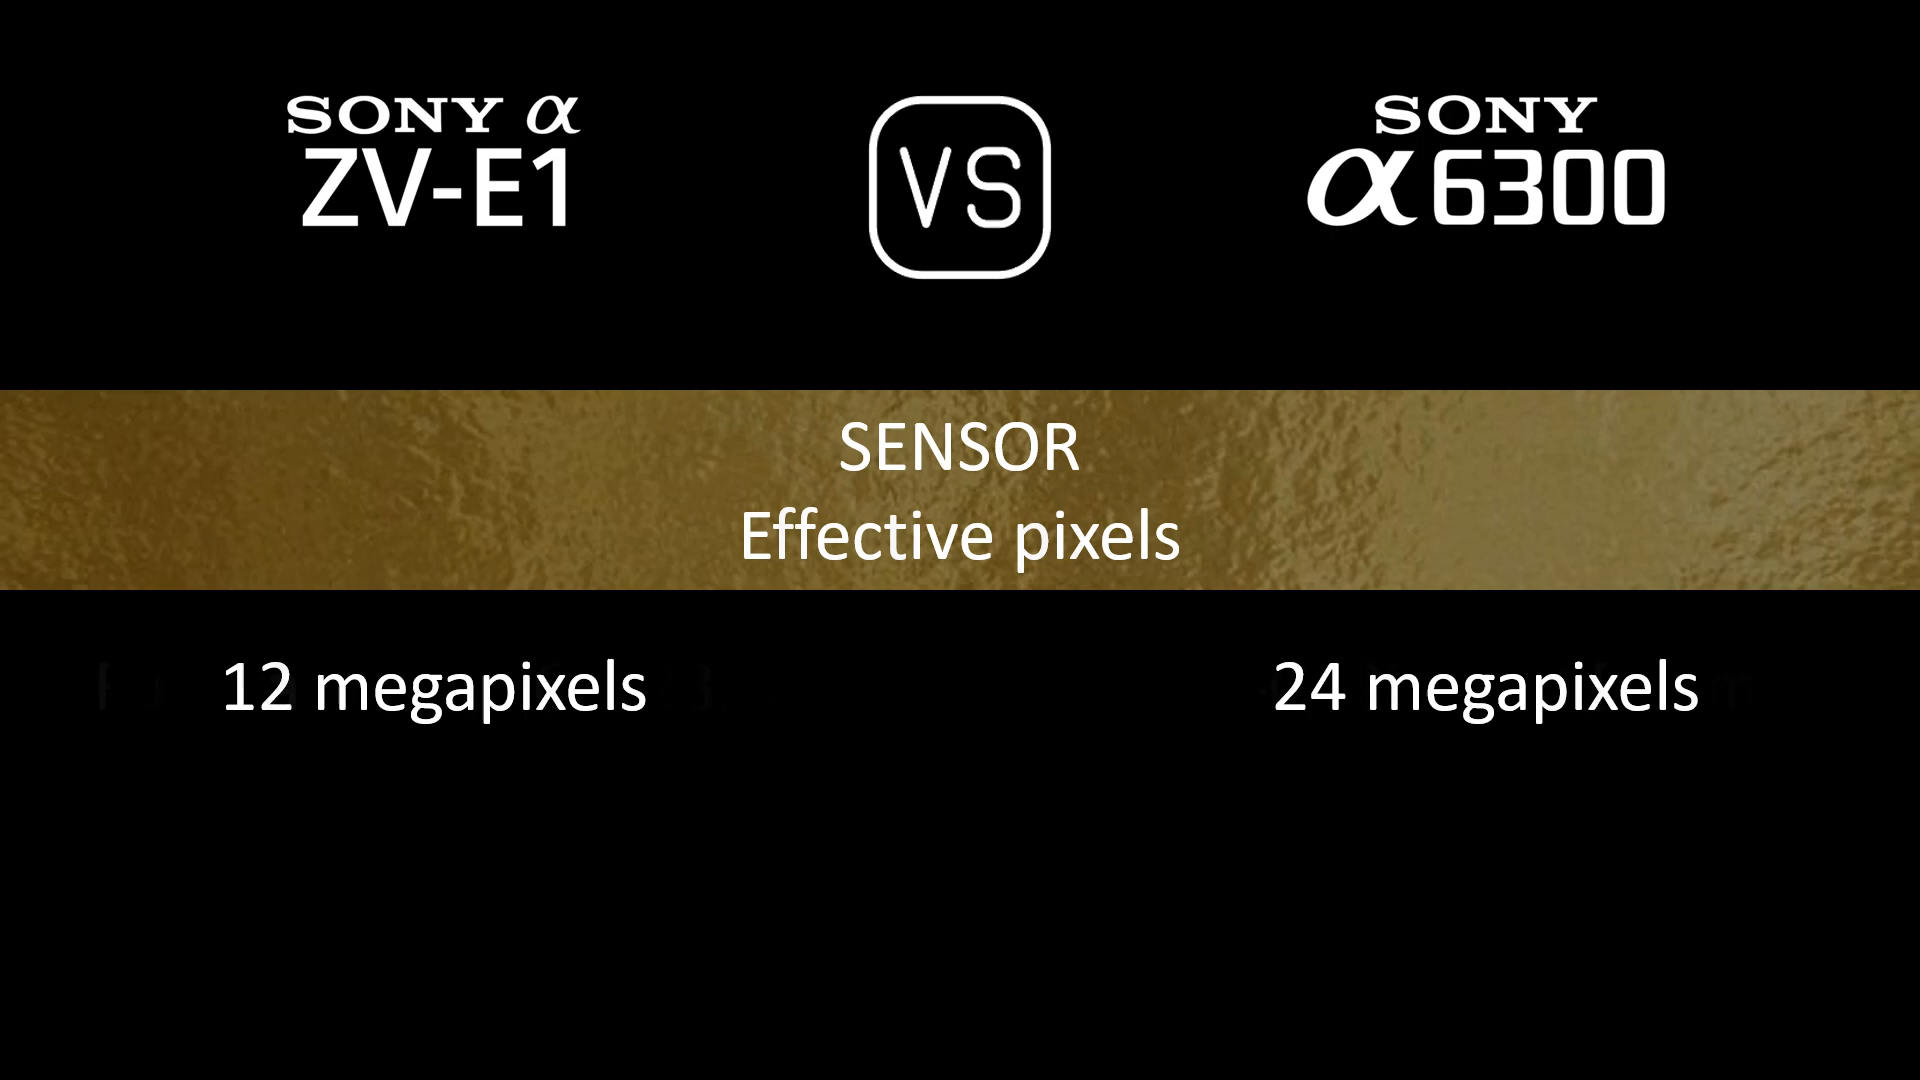 SONY α
ZV-E1
VS
SONY
α6300
SENSOR
Effective pixels
12 megapixels
24 megapixels